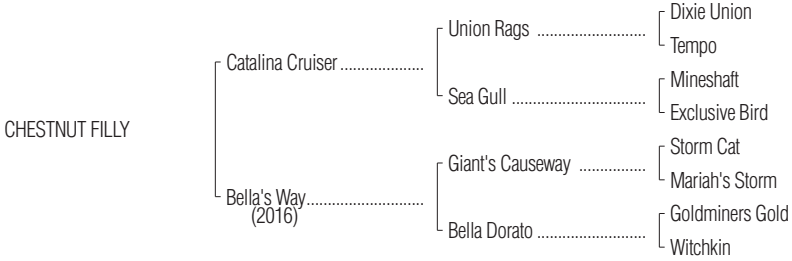 Dixie Union
Union Rags ........................
Tempo
Catalina Cruiser ...................
Mineshaft
Sea Gull ..............................
Exclusive Bird
CHESTNUT FILLY
Storm Cat
Giant's Causeway ...............
Mariah's Storm
Bella's Way..........................
(2016)
Goldminers Gold
Bella Dorato ........................
Witchkin